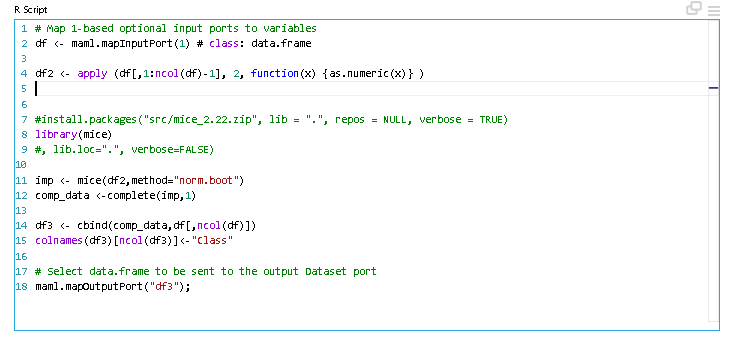 R Script
1 # Map 1-based optional input ports to variables
2 df <- maml.mapInputPort(1) # class: data.frame
3
4 df2 <- apply (df[,1:ncol(df)-1], 2, function(x) {as.numeric(x)} )
5
6
7 #install.packages("src/mice_2.22.zip", lib = ".", repos = NULL, verbose = TRUE)
8 library(mice)
9 #, lib.loc=".", verbose=FALSE)
10
11 imp <- mice(df2,method="norm.boot")
12 comp_data <-complete(imp,1)
13
14 df3 <- cbind(comp_data,df[,ncol(df)])
15 colnames(df3)[ncol(df3)]<-"Class"
16
17 # Select data.frame to be sent to the output Dataset port
18 maml.mapOutputPort("df3");